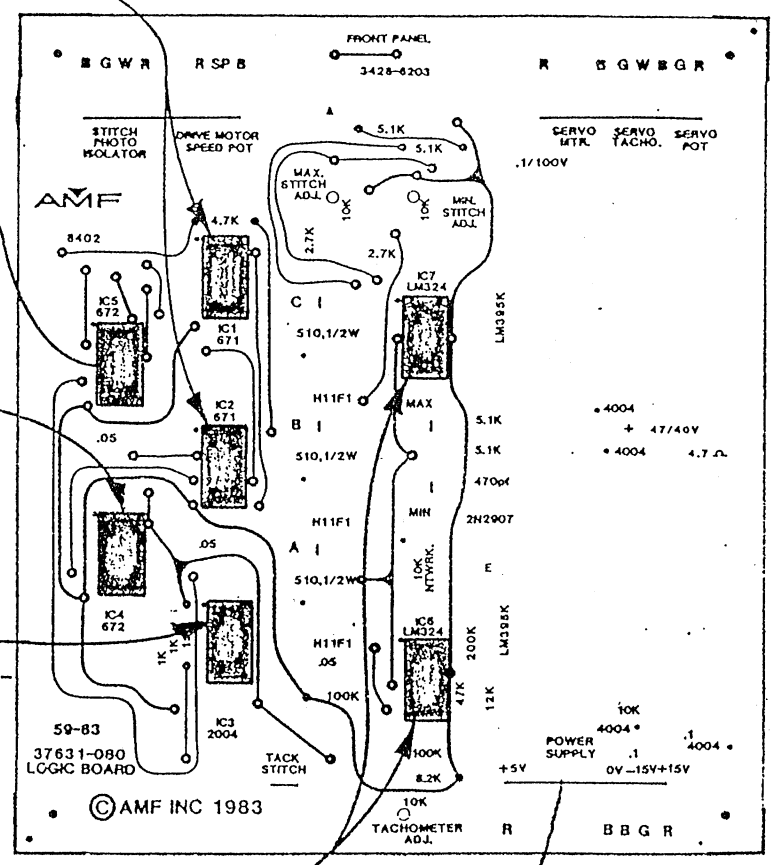 FRONT PANEL
3428-6203
B G W R
R SP B
R
B G W B G R
STITCH
PHOTO
ISOLATOR
DRIVE MOTOR
SPEED POT
SERVO
MTR.
SERVO
TACHO.
SERVO
POT
A
5.1K
5.1K
.1/100V
MAX.
STITCH
ADJ.
10K
10K
MIN.
STITCH
ADJ.
AMF
8402
4.7K
2.7K
2.7K
IC7
LM324
LM395K
C
IC5
672
IC1
671
510,1/2W
H11F1
MAX
IC2
671
B
5.1K
4004
+ 47/40V
.05
510,1/2W
5.1K
4004
4.7 Ω
470pf
H11F1
MIN
2N2907
.05
A
10K
NTWRK.
E
510,1/2W
IC4
672
1K
1K
H11F1
IC6
LM324
200K
LM395K
.05
100K
47K
12K
IC3
2004
10K
59-83
37631-080
LOGIC BOARD
TACK
STITCH
100K
8.2K
POWER
SUPPLY
4004
.1
.1
4004
+5V
0V -15V +15V
© AMF INC 1983
10K
TACHOMETER
ADJ.
R
B B G R